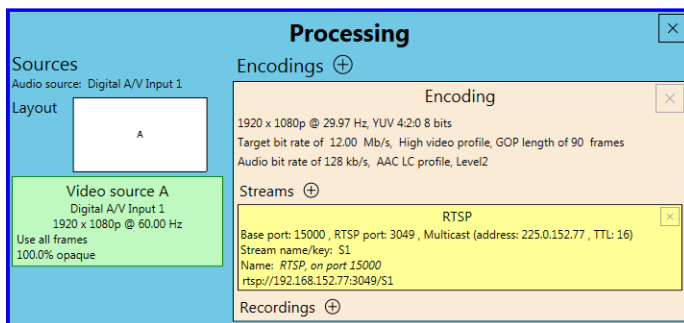 Processing
Sources
Audio source: Digital A/V Input 1
Layout
A
Video source A
Digital A/V Input 1
1920 x 1080p @ 60.00 Hz
Use all frames
100.0% opaque
Encodings
Encoding
1920 x 1080p @ 29.97 Hz, YUV 4:2:0 8 bits
Target bit rate of 12.00 Mb/s, High video profile, GOP length of 90 frames
Audio bit rate of 128 kb/s, AAC LC profile, Level2
Streams
RTSP
Base port: 15000 , RTSP port: 3049 , Multicast (address: 225.0.152.77 , TTL: 16)
Stream name/key: S1
Name: RTSP, on port 15000
rtsp://192.168.152.77:3049/S1
Recordings